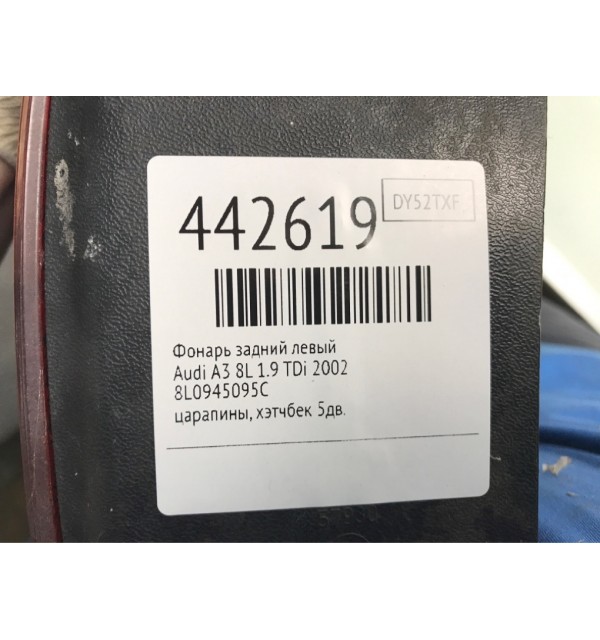 442619
DY52TXF
Фонарь задний левый
Audi A3 8L 1.9 TDi 2002
8L0945095C
царапины, хэтчбек 5дв.